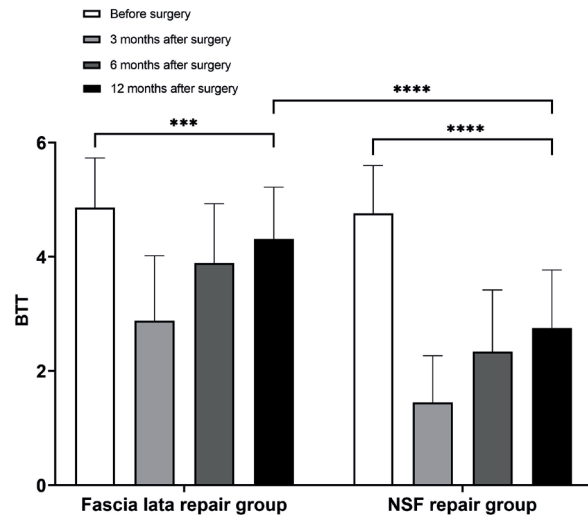 Before surgery
3 months after surgery
6 months after surgery
12 months after surgery
****
***
****
6
4
2
0
BTT
Fascia lata repair group
NSF repair group